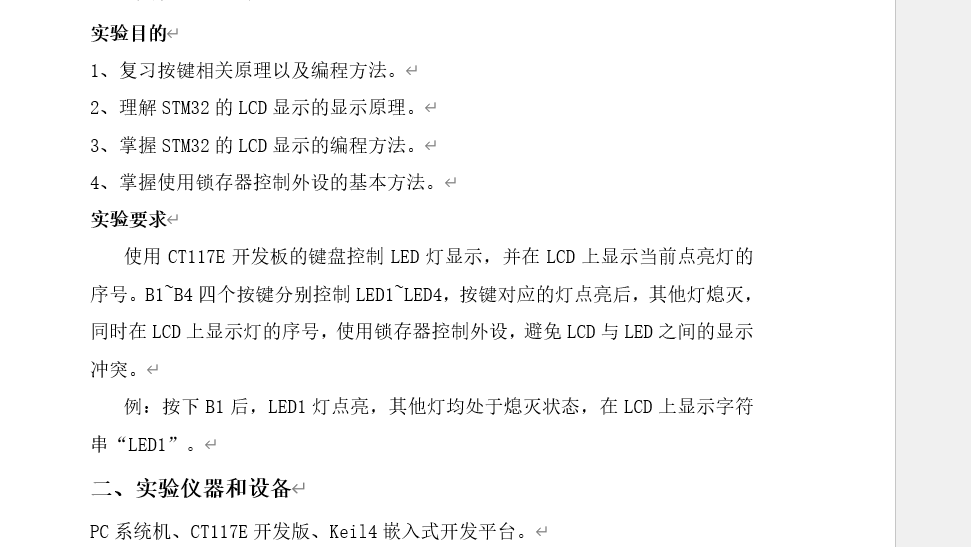 实验目的
1、复习按键相关原理以及编程方法。
2、理解 STM32 的 LCD 显示的显示原理。
3、掌握 STM32 的 LCD 显示的编程方法。
4、掌握使用锁存器控制外设的基本方法。
实验要求
使用 CT117E 开发板的键盘控制 LED 灯显示，并在 LCD 上显示当前点亮灯的
序号。B1~B4 四个按键分别控制 LED1~LED4，按键对应的灯点亮后，其他灯熄灭，
同时在 LCD 上显示灯的序号，使用锁存器控制外设，避免 LCD 与 LED 之间的显示
冲突。
例：按下 B1 后，LED1 灯点亮，其他灯均处于熄灭状态，在 LCD 上显示字符
串“LED1”。
二、实验仪器和设备
PC 系统机、CT117E 开发版、Keil4 嵌入式开发平台。